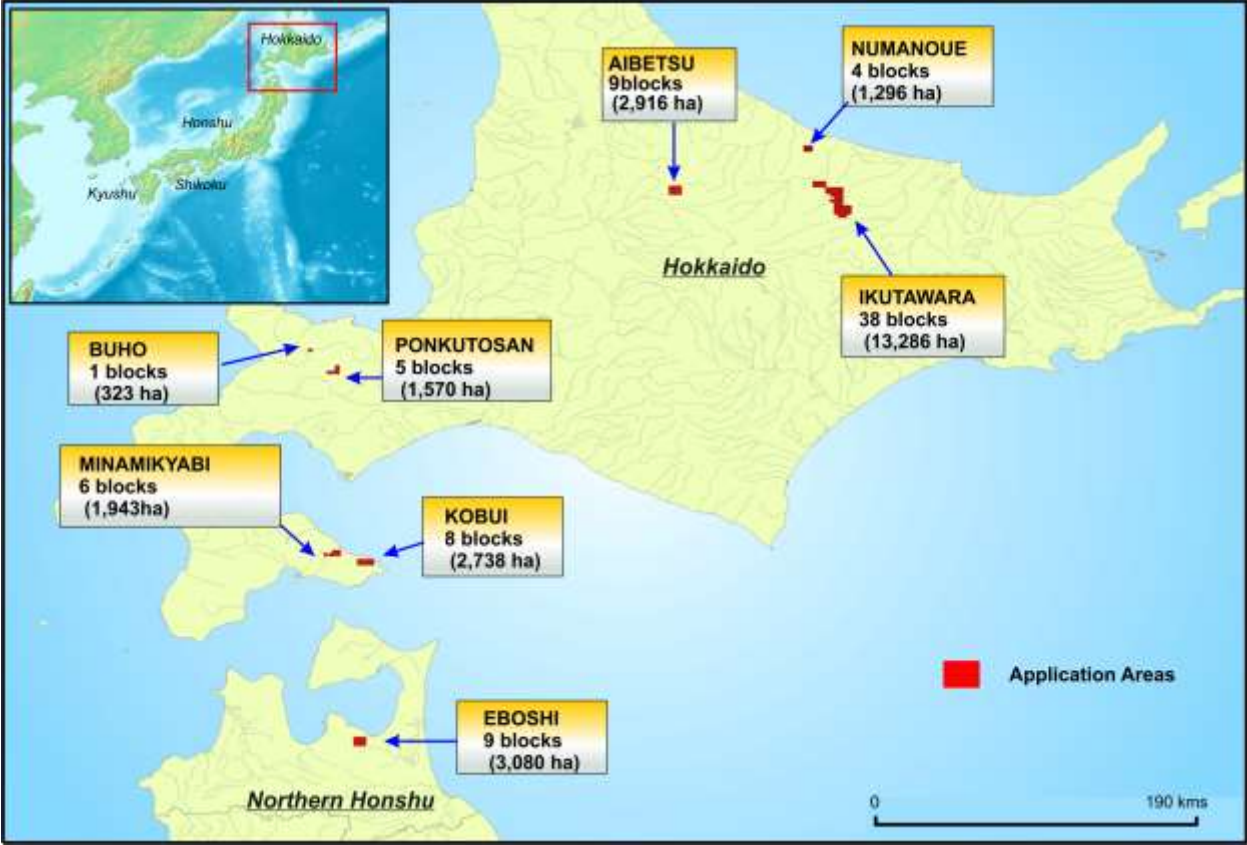 Hokkaido
Honshu
Kyushu
Shikoku
AIBETSU
9blocks
(2,916 ha)
NUMANOUE
4 blocks
(1,296 ha)
Hokkaido
IKUTAWARA
38 blocks
(13,286 ha)
BUHO
1 blocks
(323 ha)
PONKUTOSAN
5 blocks
(1,570 ha)
MINAMIKYABI
6 blocks
(1,943ha)
KOBUI
8 blocks
(2,738 ha)
Application Areas
EBOSHI
9 blocks
(3,080 ha)
Northern Honshu
0 190 kms